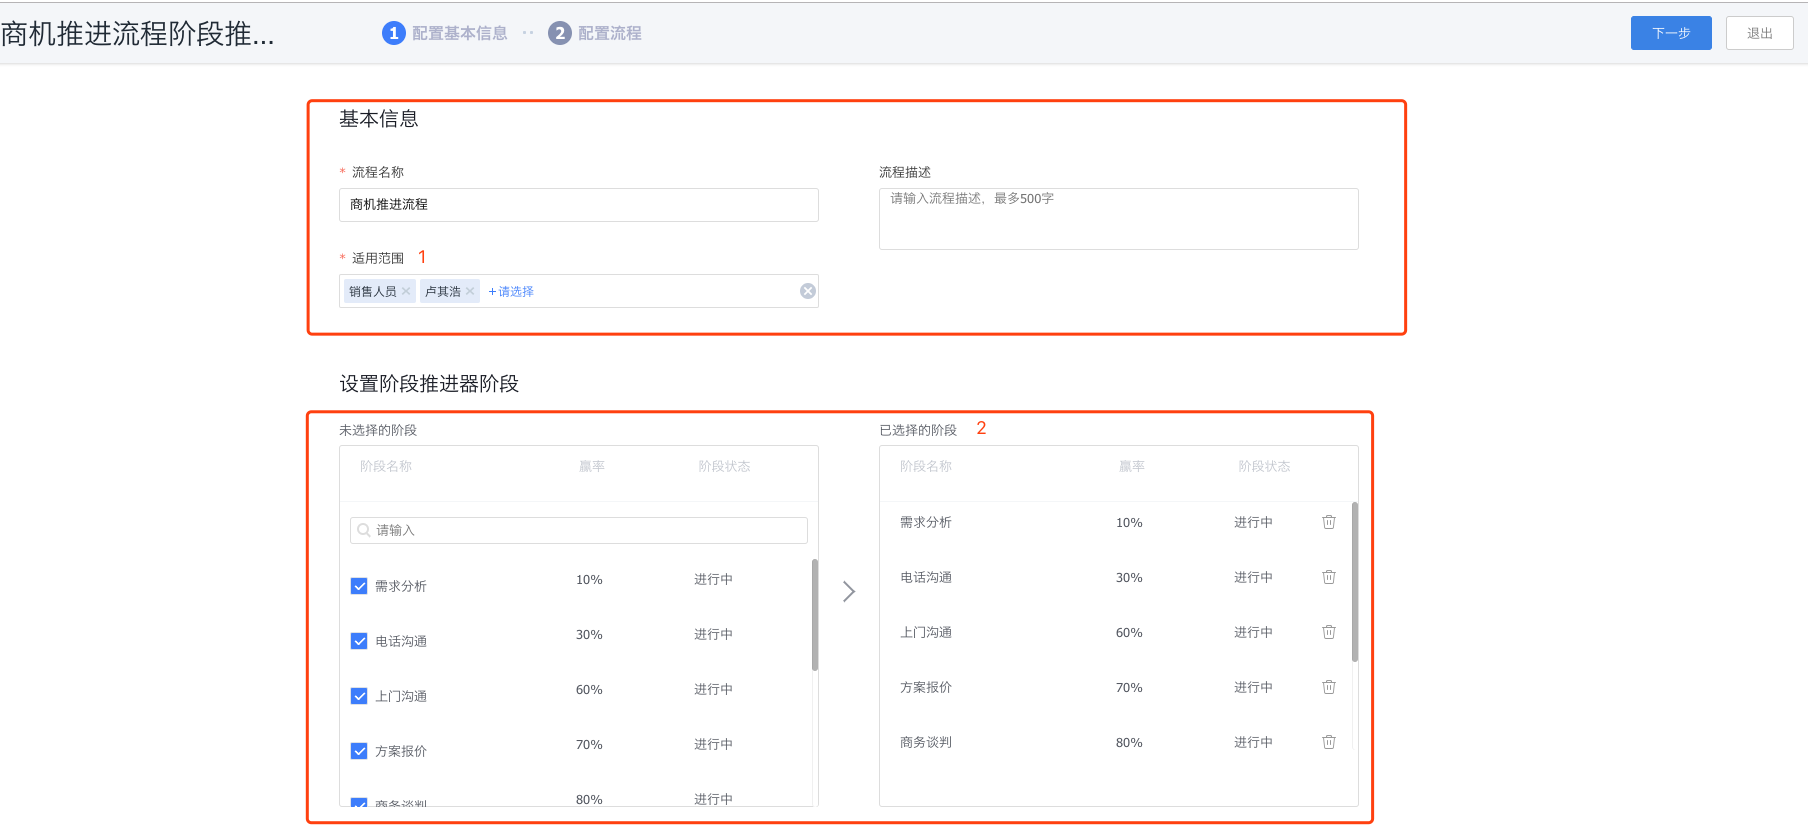 商机推进流程阶段推... 1 配置基本信息 ·· 2 配置流程 下一步 退出
基本信息
* 流程名称 流程描述
商机推进流程 请输入流程描述，最多500字
* 适用范围 1
销售人员 × 卢其浩 × +请选择
设置阶段推进器阶段
未选择的阶段 已选择的阶段 2
阶段名称 赢率 阶段状态 阶段名称 赢率 阶段状态
请输入 需求分析 10% 进行中
需求分析 10% 进行中 电话沟通 30% 进行中
电话沟通 30% 进行中 上门沟通 60% 进行中
上门沟通 60% 进行中 方案报价 70% 进行中
方案报价 70% 进行中 商务谈判 80% 进行中
商务谈判 80% 进行中